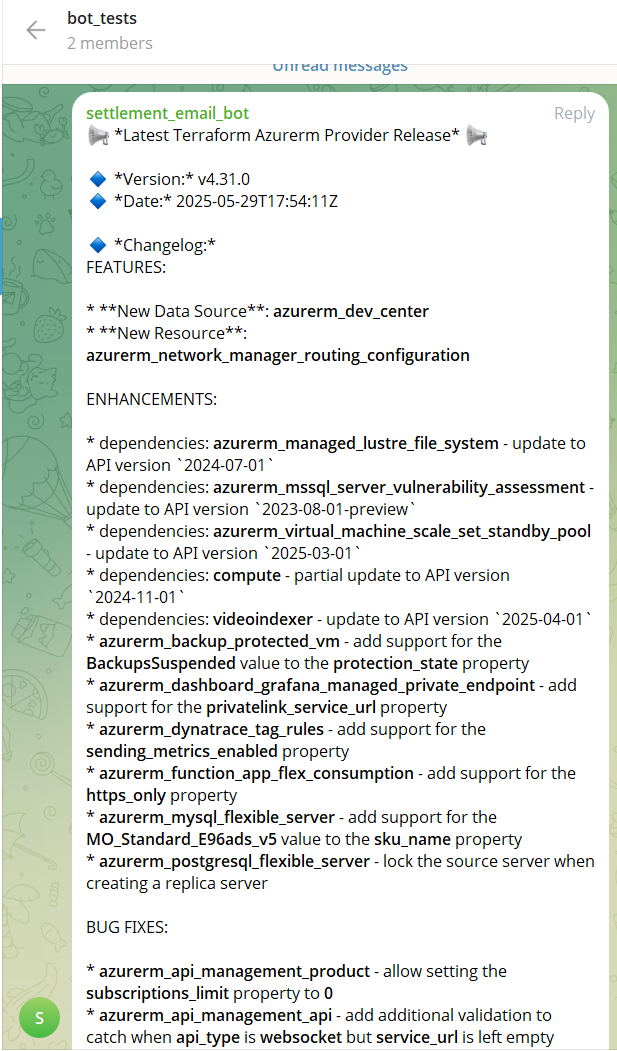 bot_tests
2 members
Unread messages
settlement_email_bot Reply
*Latest Terraform Azurerm Provider Release*
*Version:* v4.31.0
*Date:* 2025-05-29T17:54:11Z
*Changelog:*
FEATURES:
* **New Data Source**: azurerm_dev_center
* **New Resource**:
azurerm_network_manager_routing_configuration
ENHANCEMENTS:
* dependencies: azurerm_managed_lustre_file_system - update to
API version `2024-07-01`
* dependencies: azurerm_mssql_server_vulnerability_assessment -
update to API version `2023-08-01-preview`
* dependencies: azurerm_virtual_machine_scale_set_standby_pool
- update to API version `2025-03-01`
* dependencies: compute - partial update to API version
`2024-11-01`
* dependencies: videoindexer - update to API version `2025-04-01`
* azurerm_backup_protected_vm - add support for the
BackupsSuspended value to the protection_state property
* azurerm_dashboard_grafana_managed_private_endpoint - add
support for the privatelink_service_url property
* azurerm_dynatrace_tag_rules - add support for the
sending_metrics_enabled property
* azurerm_function_app_flex_consumption - add support for the
https_only property
* azurerm_mysql_flexible_server - add support for the
MO_Standard_E96ads_v5 value to the sku_name property
* azurerm_postgresql_flexible_server - lock the source server when
creating a replica server
BUG FIXES:
* azurerm_api_management_product - allow setting the
subscriptions_limit property to 0
* azurerm_api_management_api - add additional validation to
S
catch when api_type is websocket but service_url is left empty